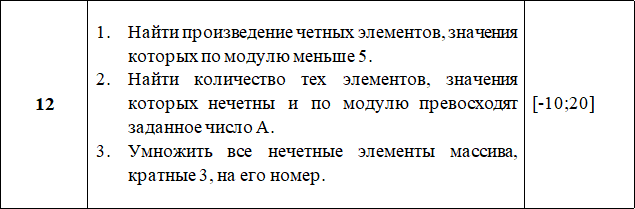 12
1. Найти произведение четных элементов, значения
которых по модулю меньше 5.
2. Найти количество тех элементов, значения
которых нечетны и по модулю превосходят
заданное число А.
3. Умножить все нечетные элементы массива,
кратные 3, на его номер.
[-10;20]